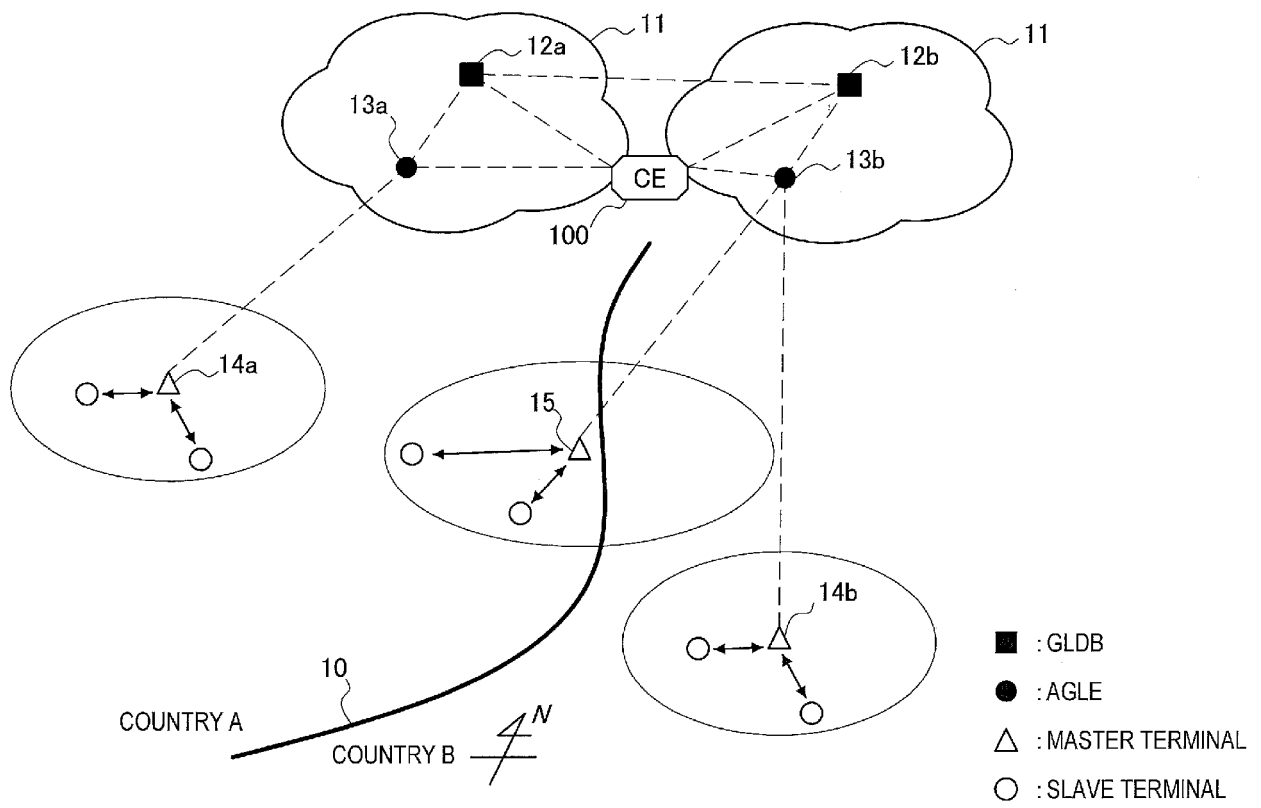 11
11
12a
12b
13a
13b
CE
100
14a
15
14b
10
N
COUNTRY A
COUNTRY B
: GLDB
: AGLE
: MASTER TERMINAL
: SLAVE TERMINAL